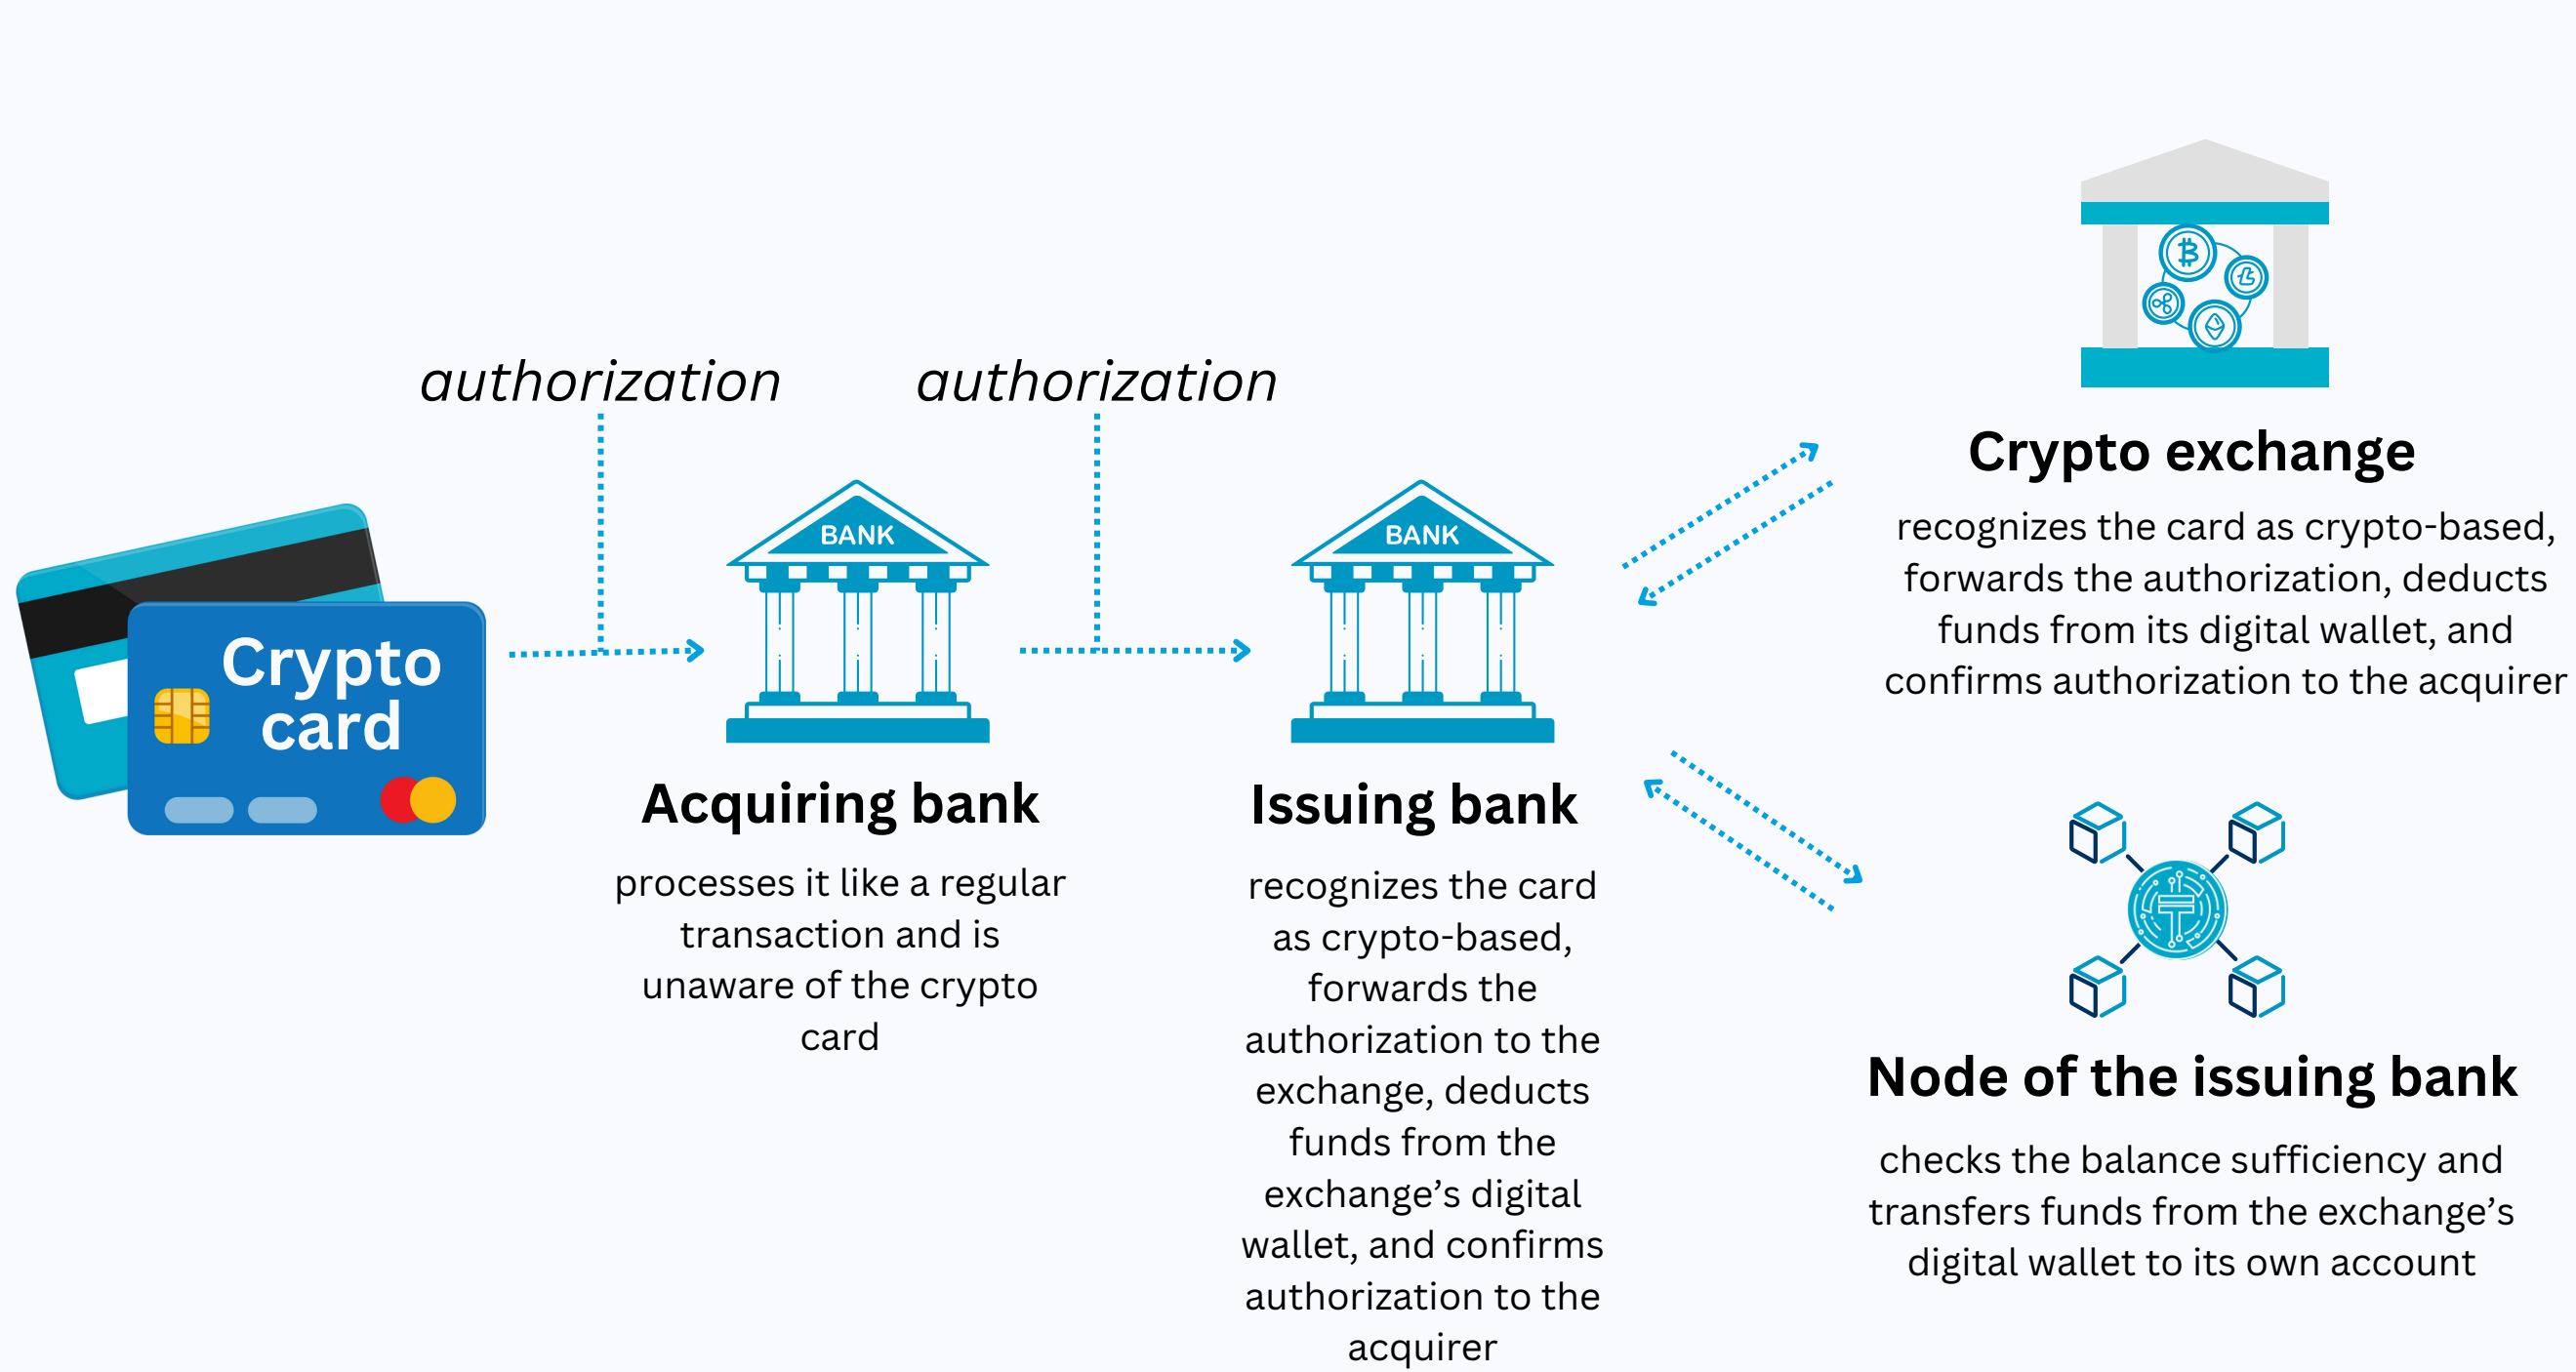 authorization
authorization
Crypto
card
BANK
BANK
Acquiring bank
processes it like a regular
transaction and is
unaware of the crypto
card
Issuing bank
recognizes the card
as crypto-based,
forwards the
authorization to the
exchange, deducts
funds from the
exchange’s digital
wallet, and confirms
authorization to the
acquirer
Crypto exchange
recognizes the card as crypto-based,
forwards the authorization, deducts
funds from its digital wallet, and
confirms authorization to the acquirer
Node of the issuing bank
checks the balance sufficiency and
transfers funds from the exchange’s
digital wallet to its own account